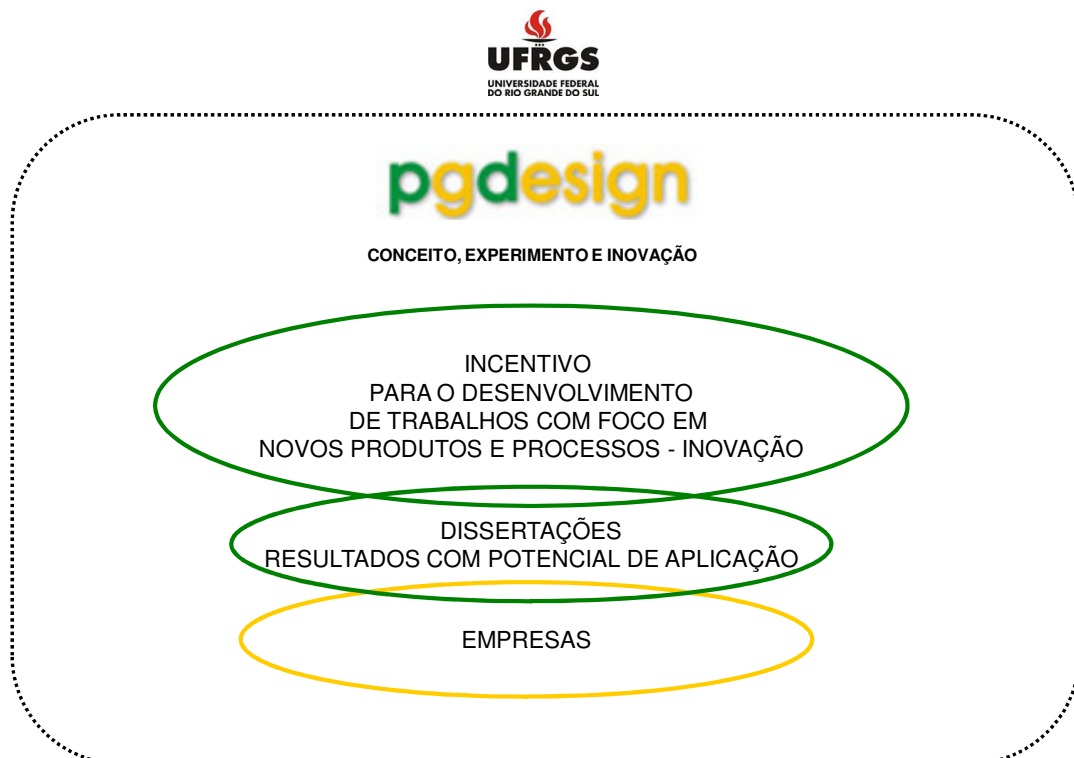 UFRGS
UNIVERSIDADE FEDERAL
DO RIO GRANDE DO SUL
pgdesign
CONCEITO, EXPERIMENTO E INOVAÇÃO
INCENTIVO
PARA O DESENVOLVIMENTO
DE TRABALHOS COM FOCO EM
NOVOS PRODUTOS E PROCESSOS - INOVAÇÃO
DISSERTAÇÕES
RESULTADOS COM POTENCIAL DE APLICAÇÃO
EMPRESAS